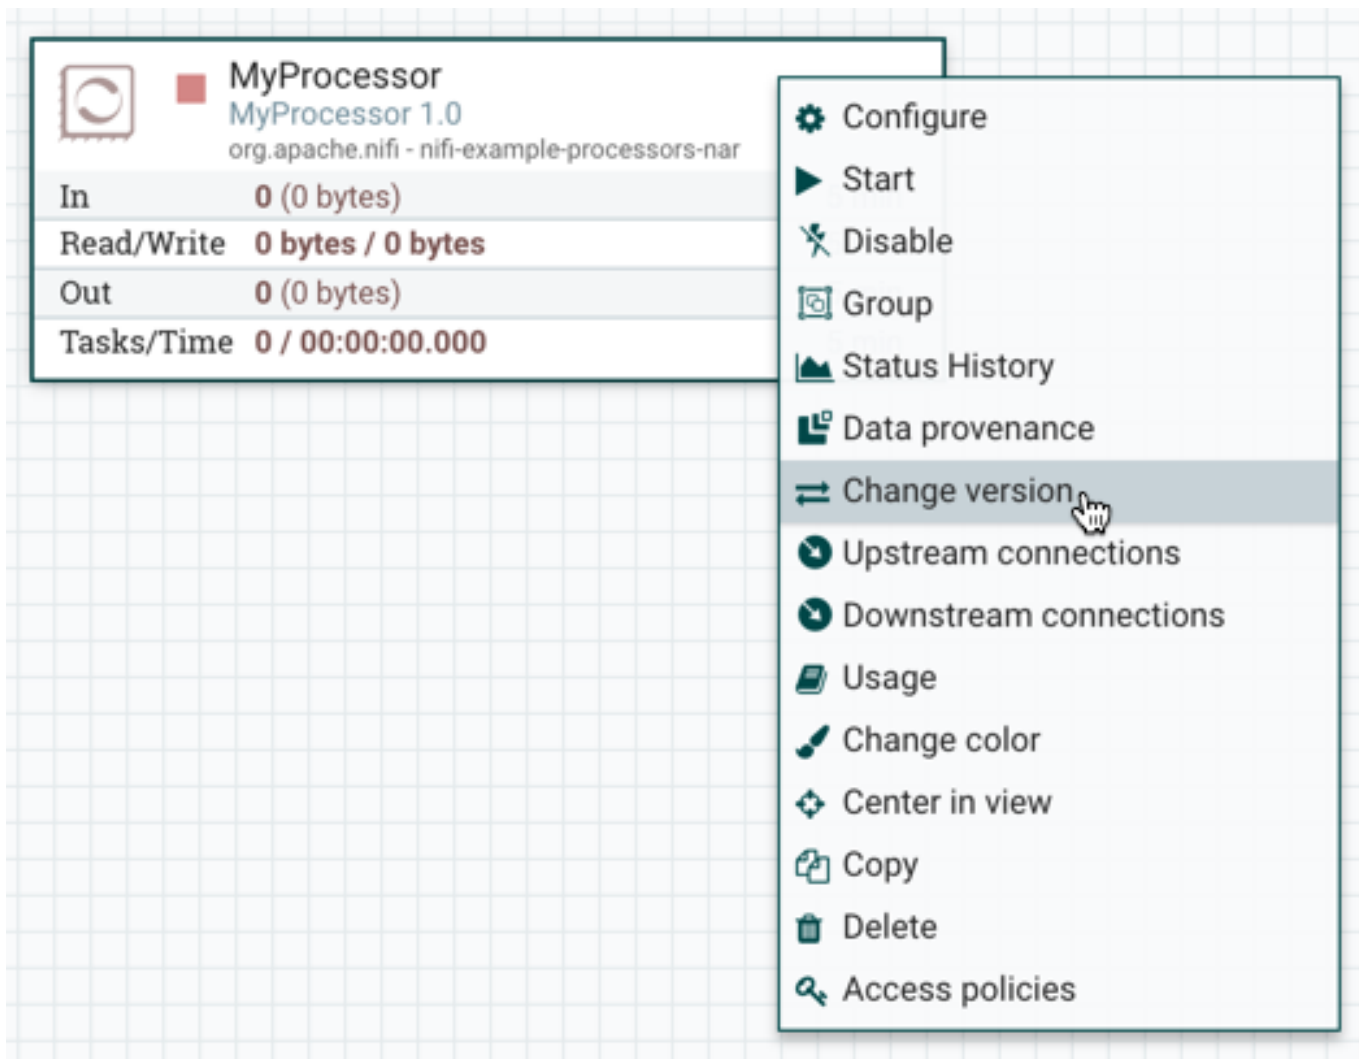 MyProcessor
MyProcessor 1.0
org.apache.nifi - nifi-example-processors-nar
In 0 (0 bytes)
Read/Write 0 bytes / 0 bytes
Out 0 (0 bytes)
Tasks/Time 0 / 00:00:00.000
Configure
Start
Disable
Group
Status History
Data provenance
Change version
Upstream connections
Downstream connections
Usage
Change color
Center in view
Copy
Delete
Access policies